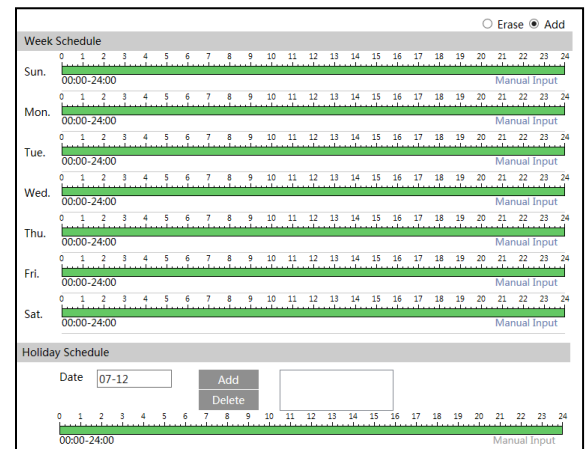 Erase Add
Week Schedule
0 1 2 3 4 5 6 7 8 9 10 11 12 13 14 15 16 17 18 19 20 21 22 23 24
Sun.
00:00-24:00 Manual Input
0 1 2 3 4 5 6 7 8 9 10 11 12 13 14 15 16 17 18 19 20 21 22 23 24
Mon.
00:00-24:00 Manual Input
0 1 2 3 4 5 6 7 8 9 10 11 12 13 14 15 16 17 18 19 20 21 22 23 24
Tue.
00:00-24:00 Manual Input
0 1 2 3 4 5 6 7 8 9 10 11 12 13 14 15 16 17 18 19 20 21 22 23 24
Wed.
00:00-24:00 Manual Input
0 1 2 3 4 5 6 7 8 9 10 11 12 13 14 15 16 17 18 19 20 21 22 23 24
Thu.
00:00-24:00 Manual Input
0 1 2 3 4 5 6 7 8 9 10 11 12 13 14 15 16 17 18 19 20 21 22 23 24
Fri.
00:00-24:00 Manual Input
0 1 2 3 4 5 6 7 8 9 10 11 12 13 14 15 16 17 18 19 20 21 22 23 24
Sat.
00:00-24:00 Manual Input
Holiday Schedule
Date 07-12 Add
Delete
0 1 2 3 4 5 6 7 8 9 10 11 12 13 14 15 16 17 18 19 20 21 22 23 24
00:00-24:00 Manual Input